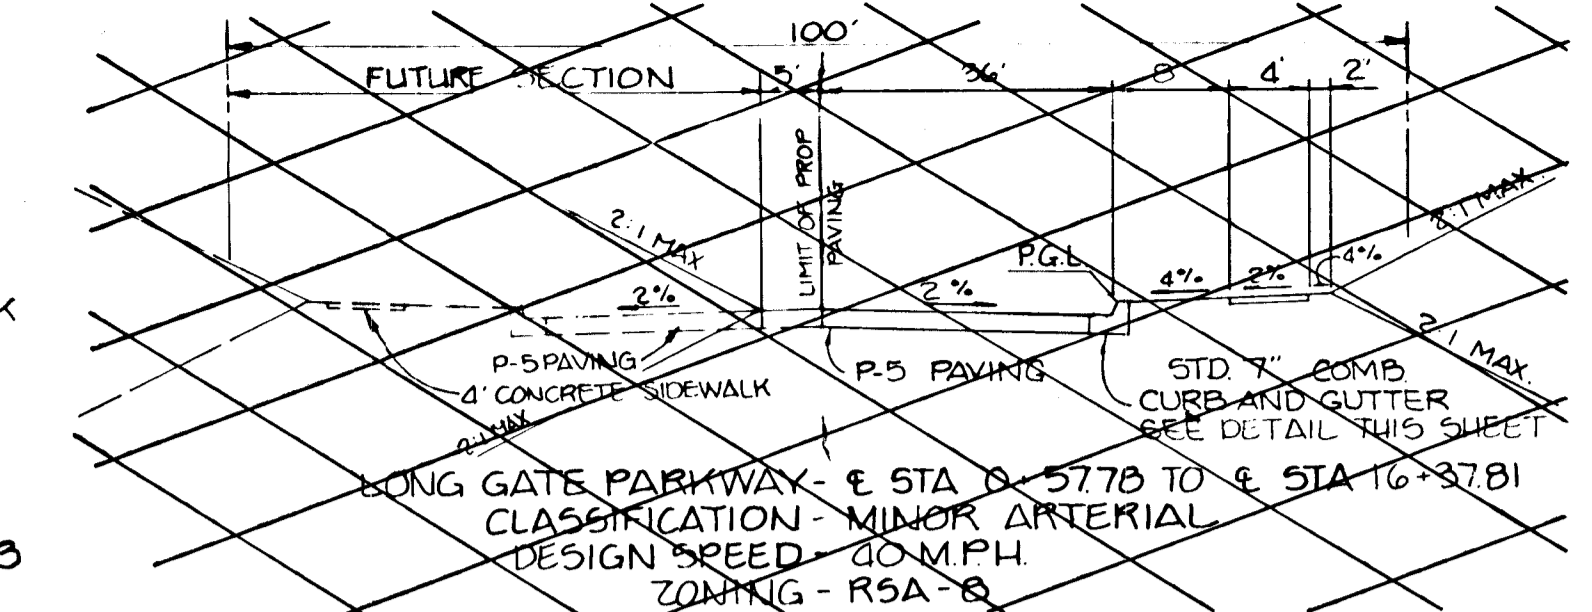 100'
FUTURE SECTION 5' 36' 8 4' 2'
LIMIT OF PROP
PAVING
2:1 MAX
2:1 MAX.
P.G.L.
2% 2% 4% 2% 4%
P-5 PAVING
4' CONCRETE SIDEWALK
P-5 PAVING
2:1 MAX
2:1 MAX.
STD. 7" COMB.
CURB AND GUTTER
SEE DETAIL THIS SHEET
LONG GATE PARKWAY - ℄ STA 0+57.78 TO ℄ STA 16+37.81
CLASSIFICATION - MINOR ARTERIAL
DESIGN SPEED - 40 M.P.H.
ZONING - RSA-8
3